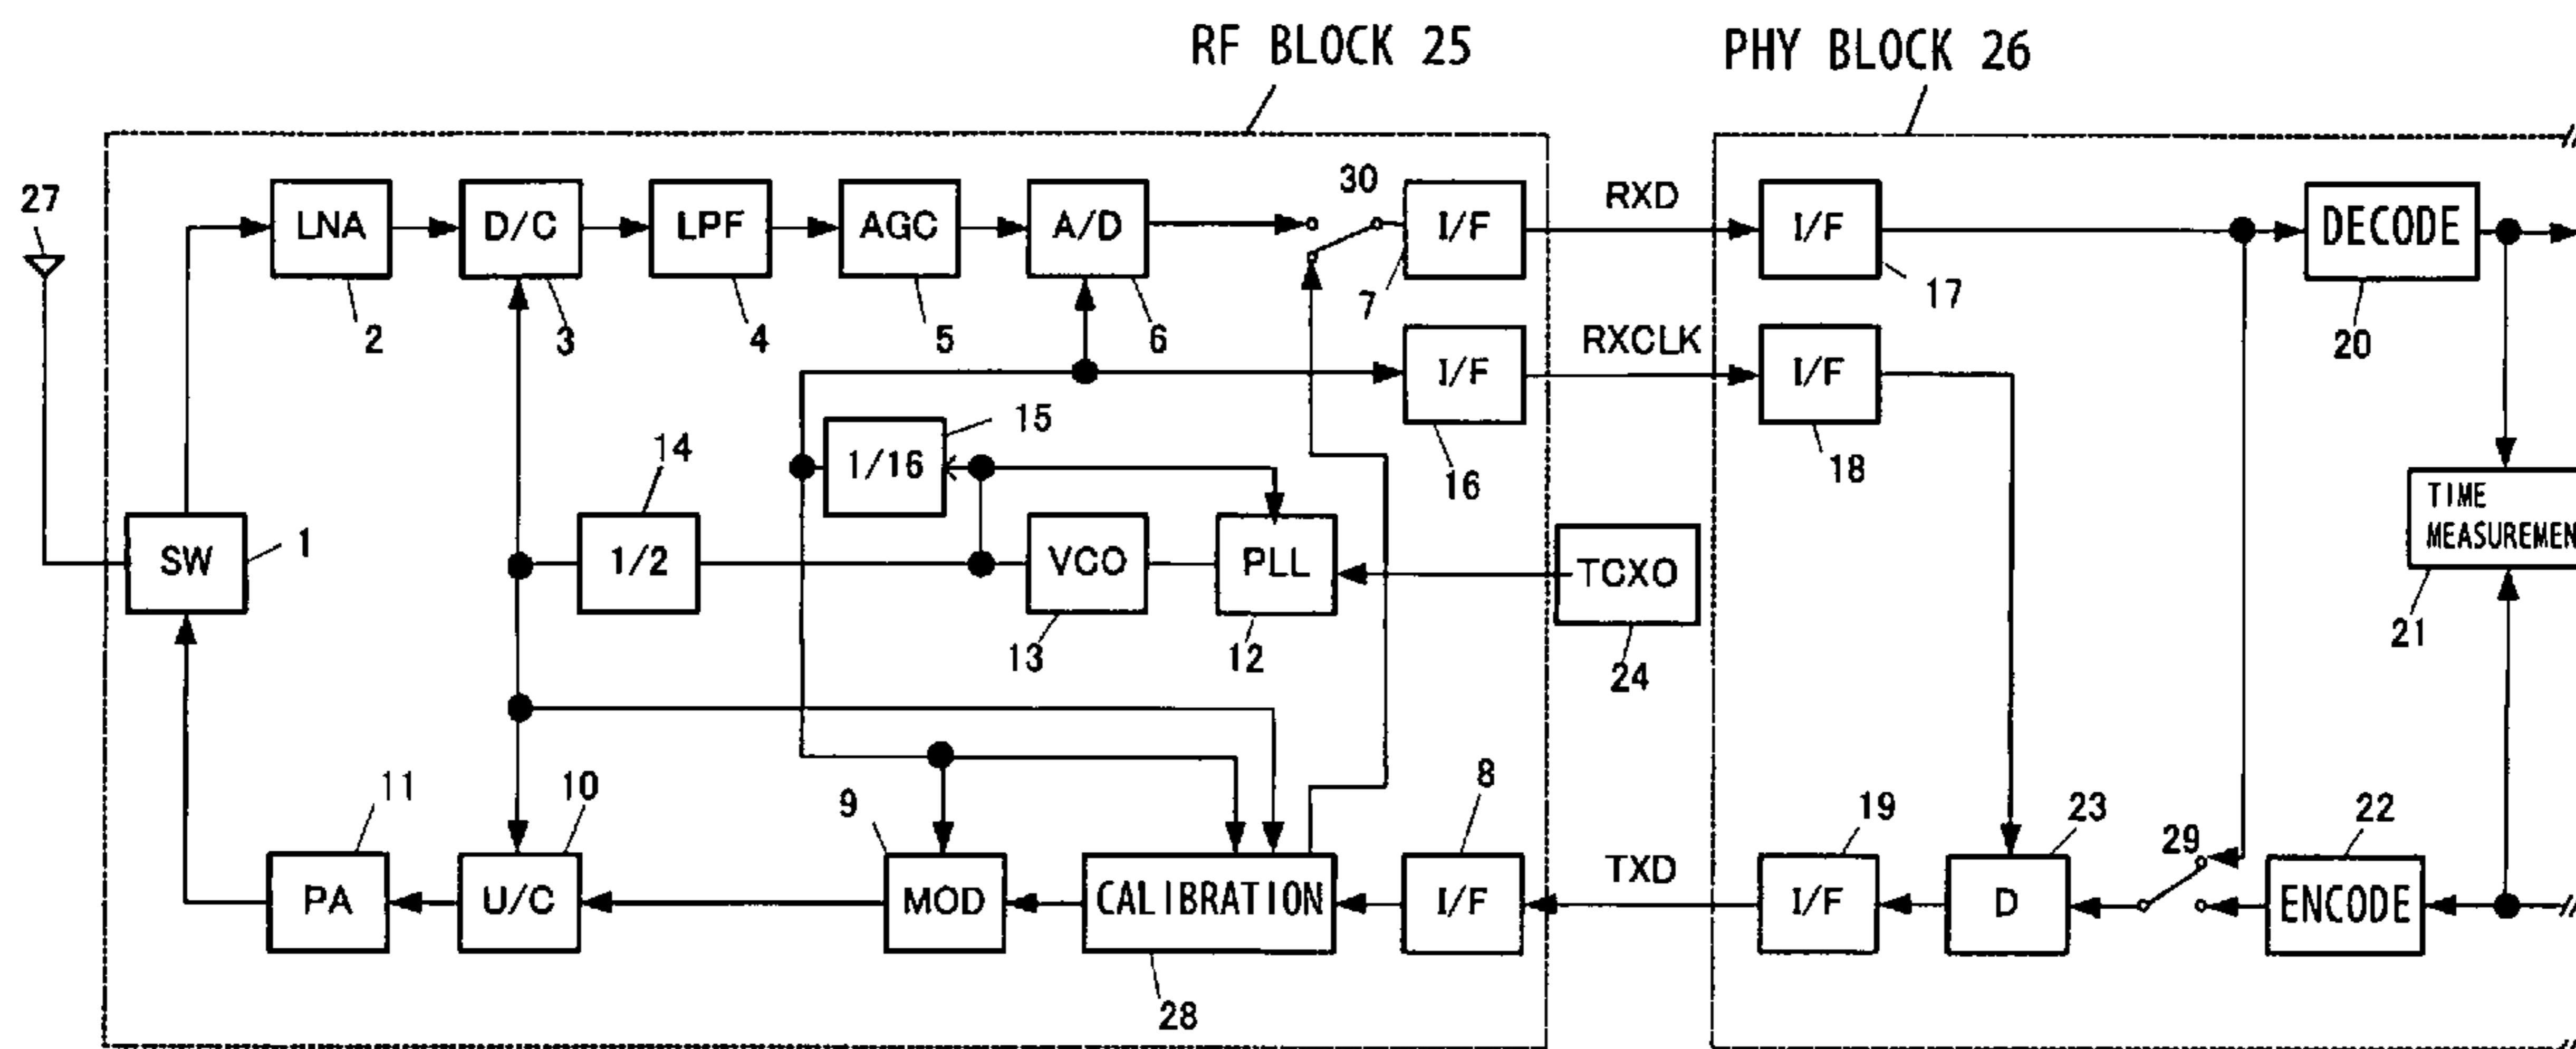 RF BLOCK 25
PHY BLOCK 26
27
30
LNA
D/C
LPF
AGC
A/D
I/F
RXD
I/F
DECODE
2
3
4
5
6
7
17
20
I/F
RXCLK
I/F
15
14
1/16
16
18
SW
1
1/2
VCO
PLL
TCXO
TIME
MEASUREMEN
13
12
24
21
11
10
9
8
19
23
29
22
PA
U/C
MOD
CALIBRATION
I/F
TXD
I/F
D
ENCODE
28